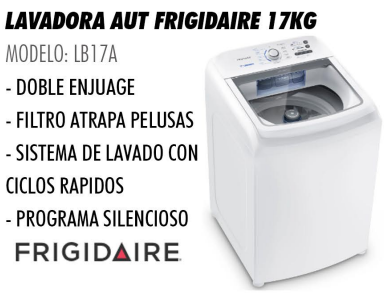 LAVADORA AUT FRIGIDAIRE 17KG
MODELO: LB17A
- DOBLE ENJUAGE
- FILTRO ATRAPA PELUSAS
- SISTEMA DE LAVADO CON
CICLOS RAPIDOS
- PROGRAMA SILENCIOSO
FRIGIDAIRE